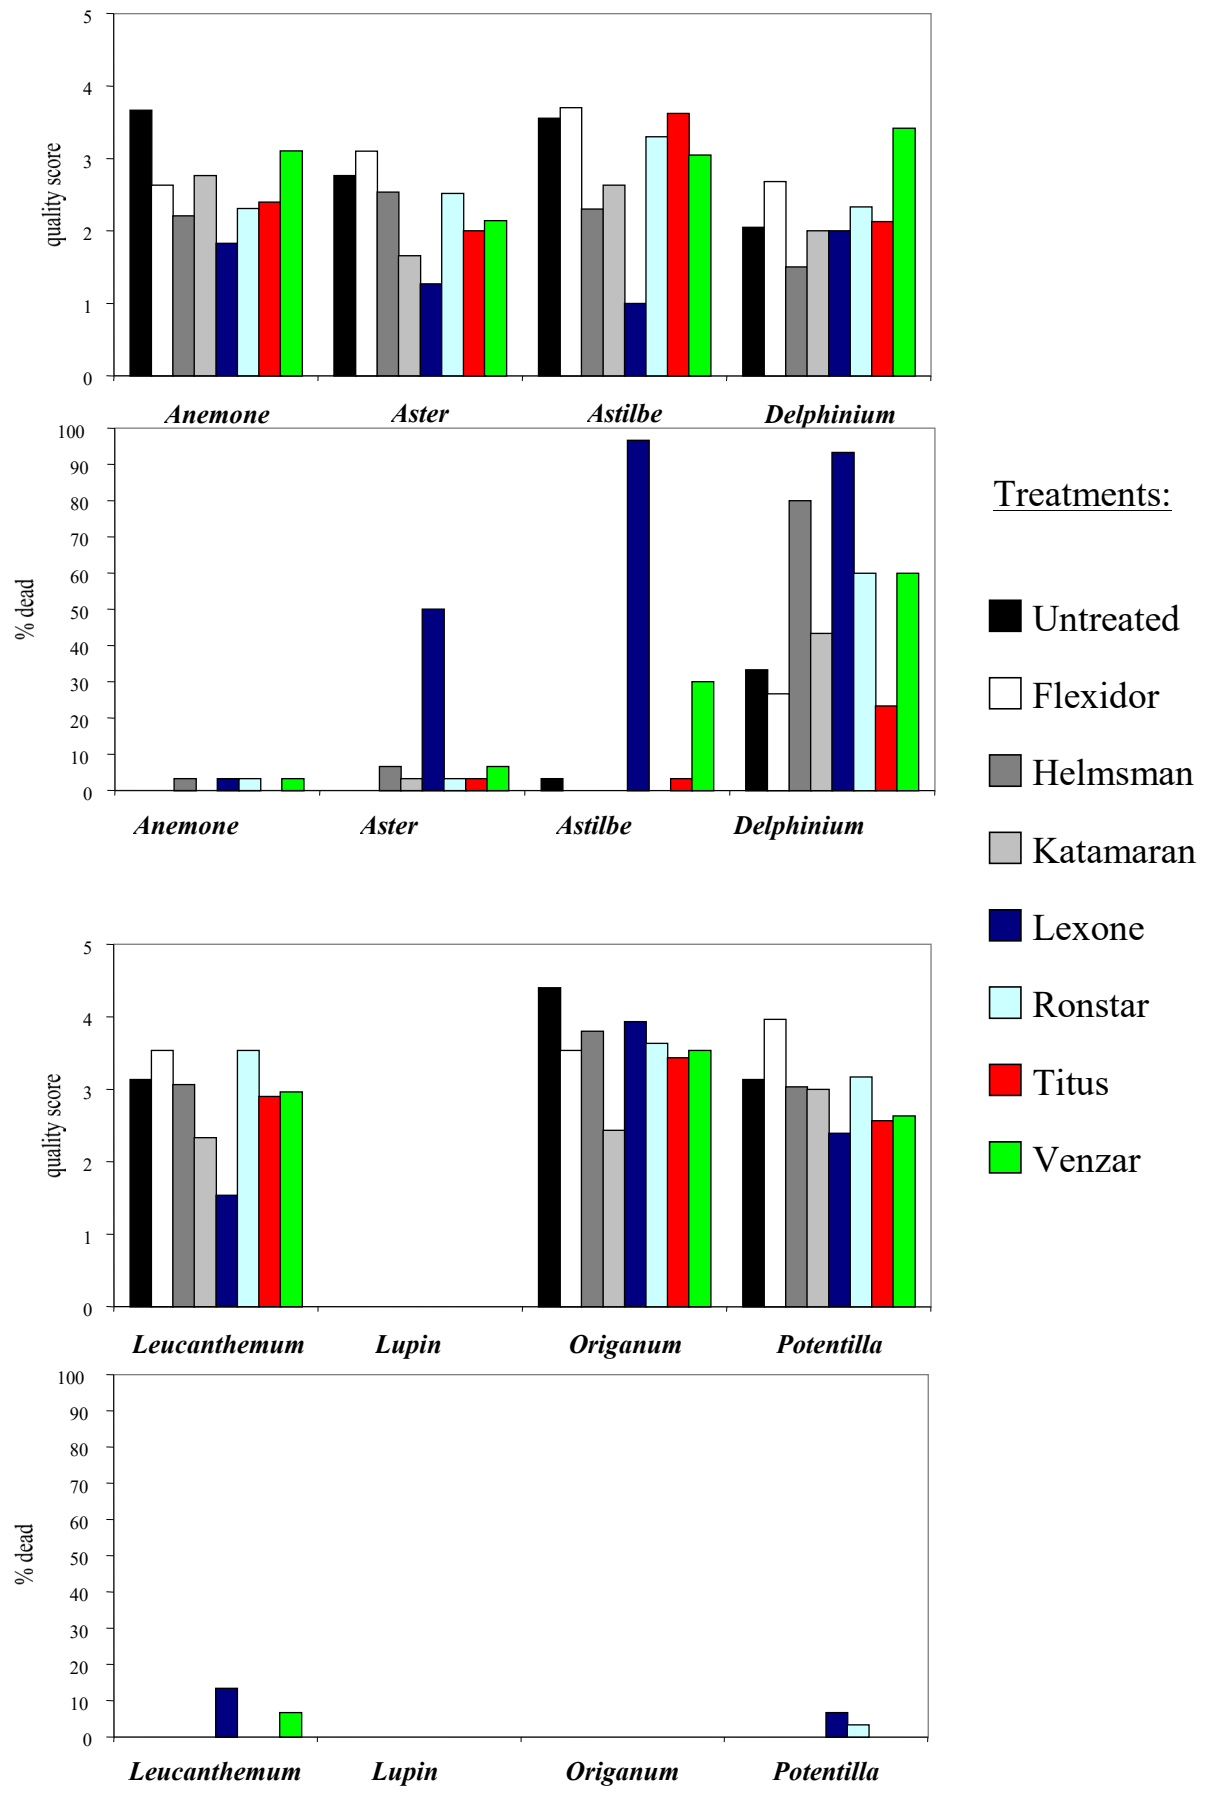 5
4
3
2
1
0
quality score
Anemone Aster Astilbe Delphinium
100
90
80
70
60
50
40
30
20
10
0
% dead
Anemone Aster Astilbe Delphinium
Treatments:
Untreated
Flexidor
Helmsman
Katamaran
Lexone
Ronstar
Titus
Venzar
5
4
3
2
1
0
quality score
Leucanthemum Lupin Origanum Potentilla
100
90
80
70
60
50
40
30
20
10
0
% dead
Leucanthemum Lupin Origanum Potentilla